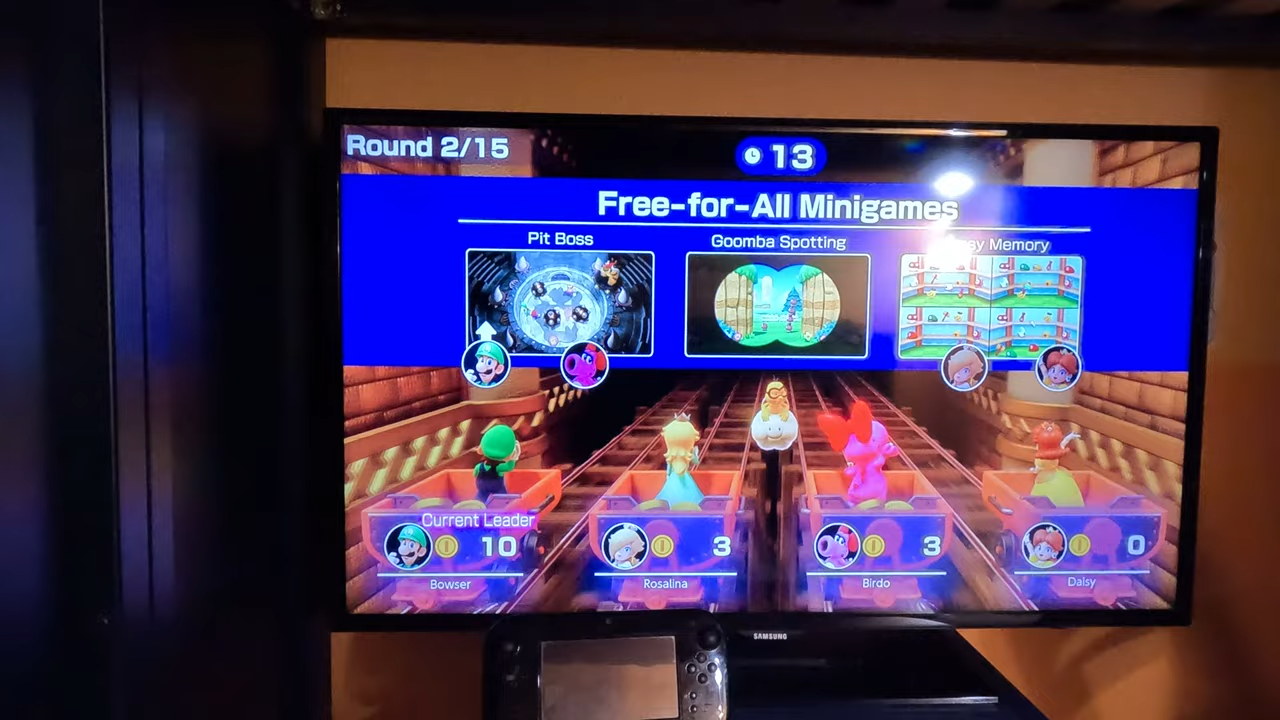 Round 2/15
13
Free-for-All Minigames
Pit Boss
Goomba Spotting
Memory
Current Leader
10
3
3
0
Bowser
Rosalina
Birdo
Daisy
SAMSUNG